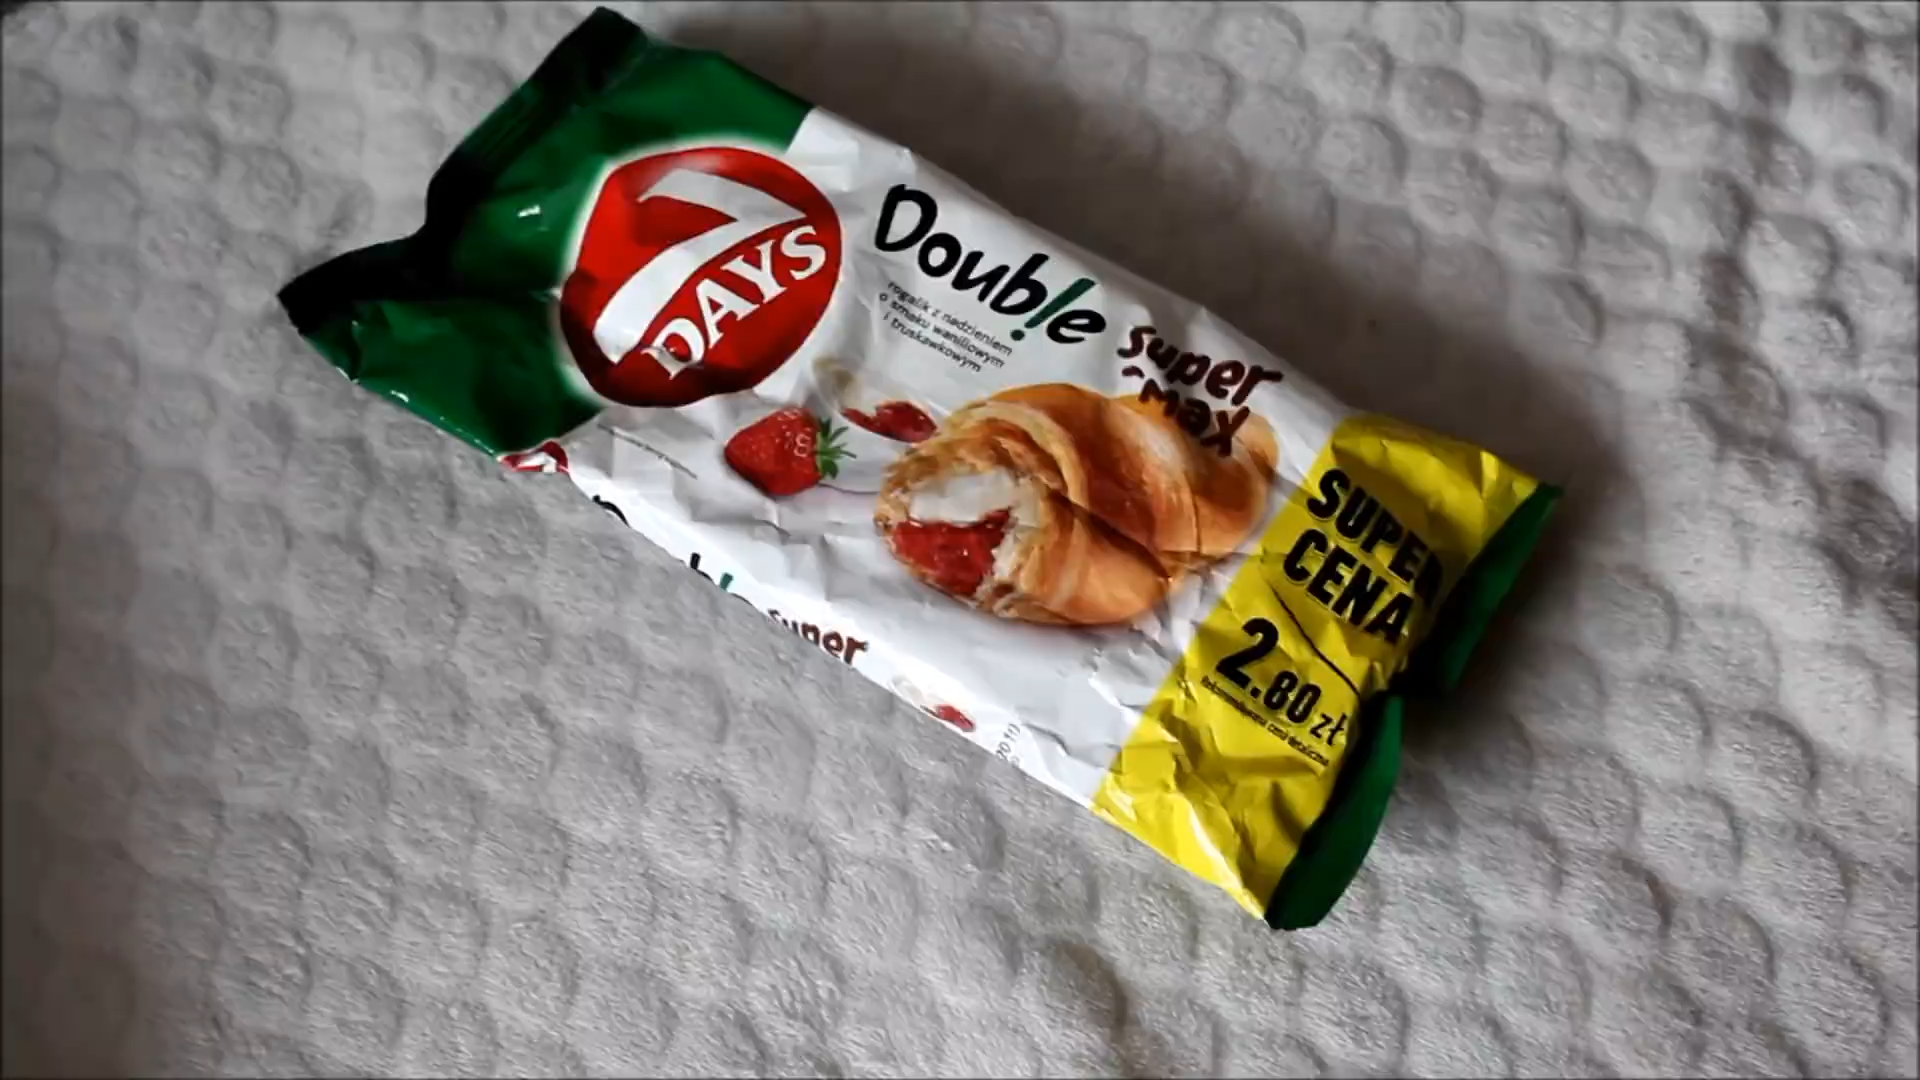 7
DAYS
Double
super
max
rogalik z nadzieniem
o smaku waniliowym
i truskawkowym
SUPER
CENA
2.80 zł
super